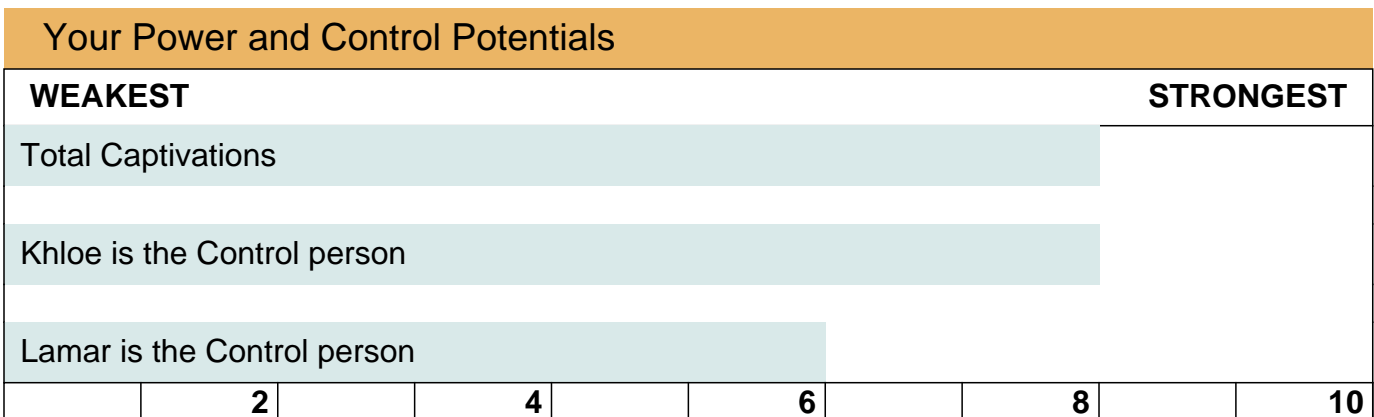 Your Power and Control Potentials
WEAKEST STRONGEST
Total Captivations
Khloe is the Control person
Lamar is the Control person
2 4 6 8 10